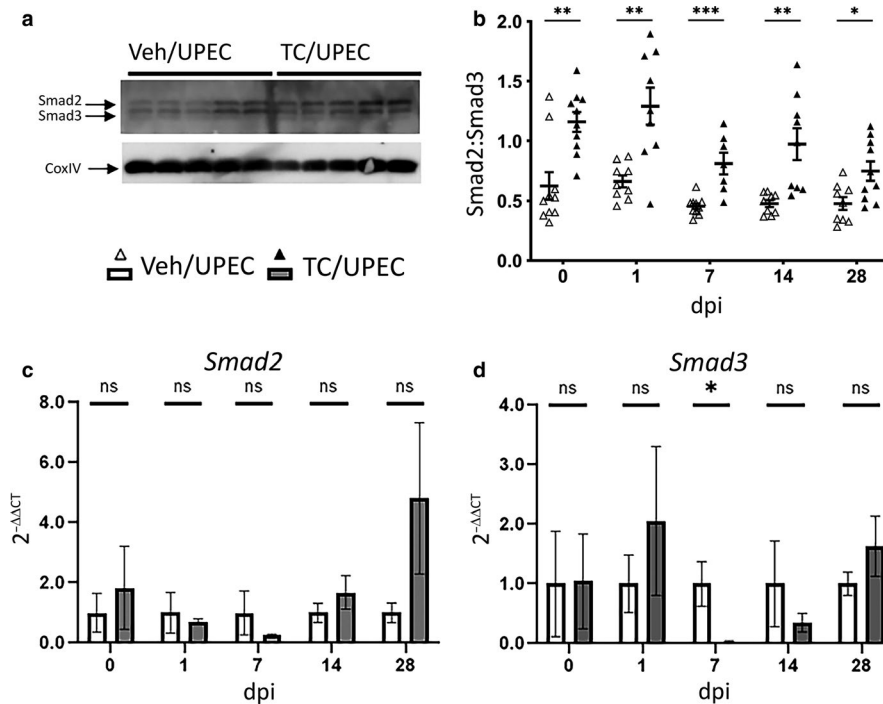 a
Veh/UPEC TC/UPEC
Smad2
Smad3
CoxIV
Veh/UPEC TC/UPEC
b
** ** *** ** *
2.0
1.5
1.0
0.5
0.0
Smad2:Smad3
0 1 7 14 28
dpi
c
Smad2
ns ns ns ns ns
8.0
6.0
4.0
2.0
0.0
2^-ΔΔCT
0 1 7 14 28
dpi
d
Smad3
ns ns * ns ns
4.0
3.0
2.0
1.0
0.0
2^-ΔΔCT
0 1 7 14 28
dpi